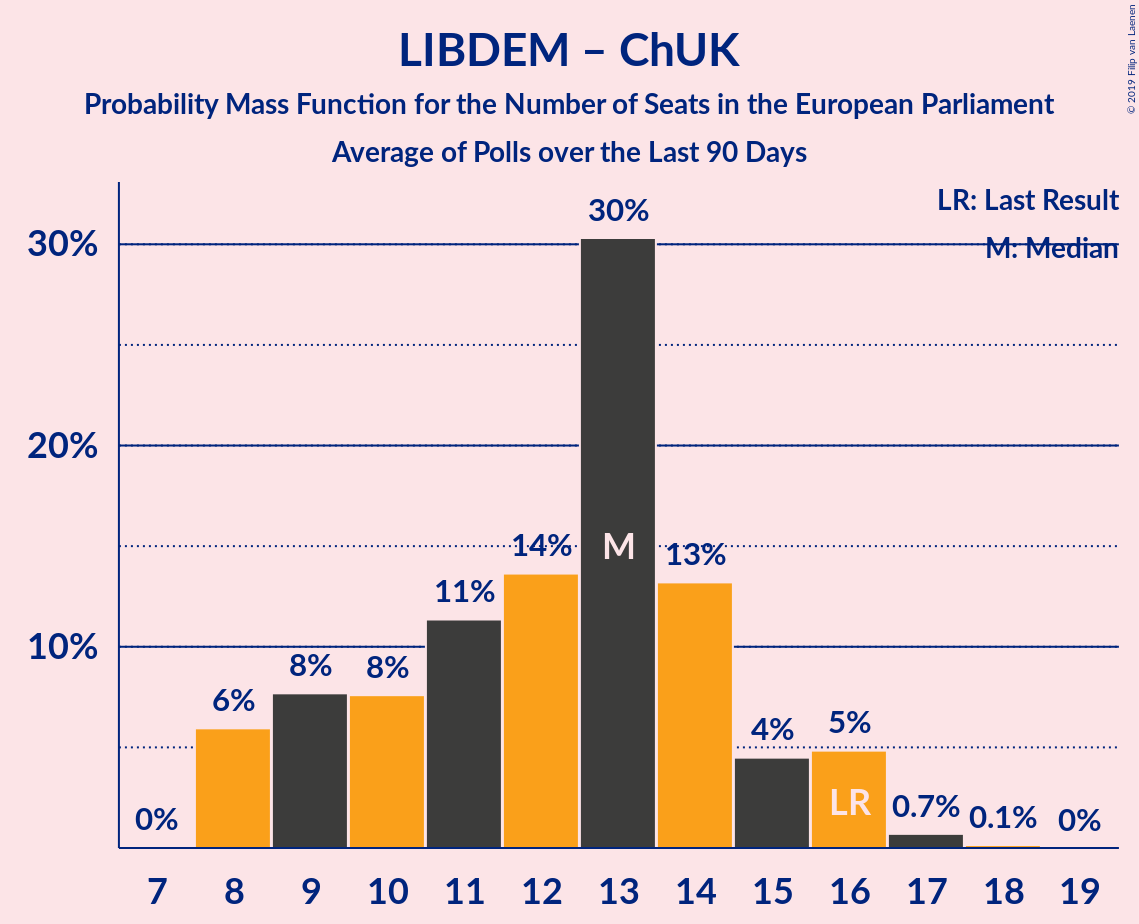 LIBDEM – ChUK
Probability Mass Function for the Number of Seats in the European Parliament
Average of Polls over the Last 90 Days
© 2019 Filip van Laenen
LR: Last Result
M: Median
30%
20%
10%
0%
6%
8%
8%
11%
14%
30%
M
13%
4%
5%
LR
0.7%
0.1%
0%
7 8 9 10 11 12 13 14 15 16 17 18 19